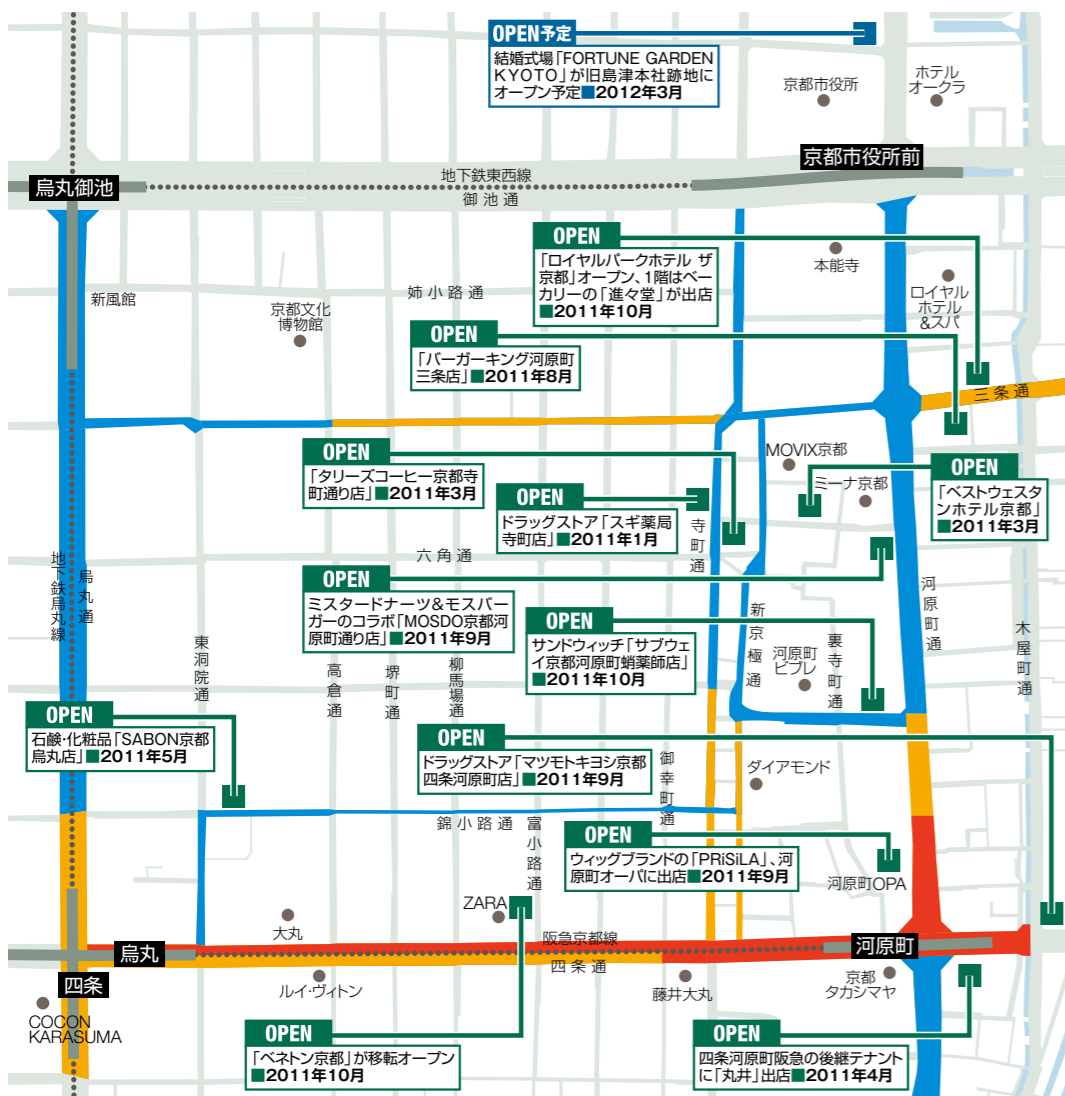 OPEN予定
結婚式場「FORTUNE GARDEN
KYOTO」が旧島津本社跡地に
オープン予定■2012年3月
京都市役所
ホテル
オークラ
京都市役所前
地下鉄東西線
御池通
烏丸御池
OPEN
「ロイヤルパークホテル ザ
京都」オープン、1階はベー
カリーの「進々堂」が出店
■2011年10月
本能寺
新風館
姉小路通
京都文化
博物館
ロイヤル
ホテル
&スパ
OPEN
「バーガーキング河原町
三条店」■2011年8月
三条通
OPEN
「タリーズコーヒー京都寺
町通り店」■2011年3月
MOVIX京都
ミーナ京都
OPEN
「ベストウェスタ
ンホテル京都」
■2011年3月
OPEN
ドラッグストア「スギ薬局
寺町店」■2011年1月
寺町通
六角通
地下鉄烏丸線
烏丸通
OPEN
ミスタードナーツ&モスバー
ガーのコラボ「MOSDO京都河
原町通り店」■2011年9月
河原町通
新京極通
OPEN
サンドウィッチ「サブウェ
イ京都河原町蛸薬師店」
■2011年10月
河原町
ビブレ
裏寺町通
木屋町通
東洞院通
高倉通
堺町通
柳馬場通
OPEN
石鹸・化粧品「SABON京都
烏丸店」■2011年5月
OPEN
ドラッグストア「マツモトキヨシ京都
四条河原町店」■2011年9月
御幸町通
ダイアモンド
錦小路通
富小路通
OPEN
ウィッグブランドの「PRiSiLA」、河
原町オーパに出店■2011年9月
河原町OPA
ZARA
大丸
阪急京都線
河原町
烏丸
四条通
四条
ルイ・ヴィトン
藤井大丸
京都
タカシマヤ
COCON
KARASUMA
OPEN
「ベネトン京都」が移転オープン
■2011年10月
OPEN
四条河原町阪急の後継テナント
に「丸井」出店■2011年4月